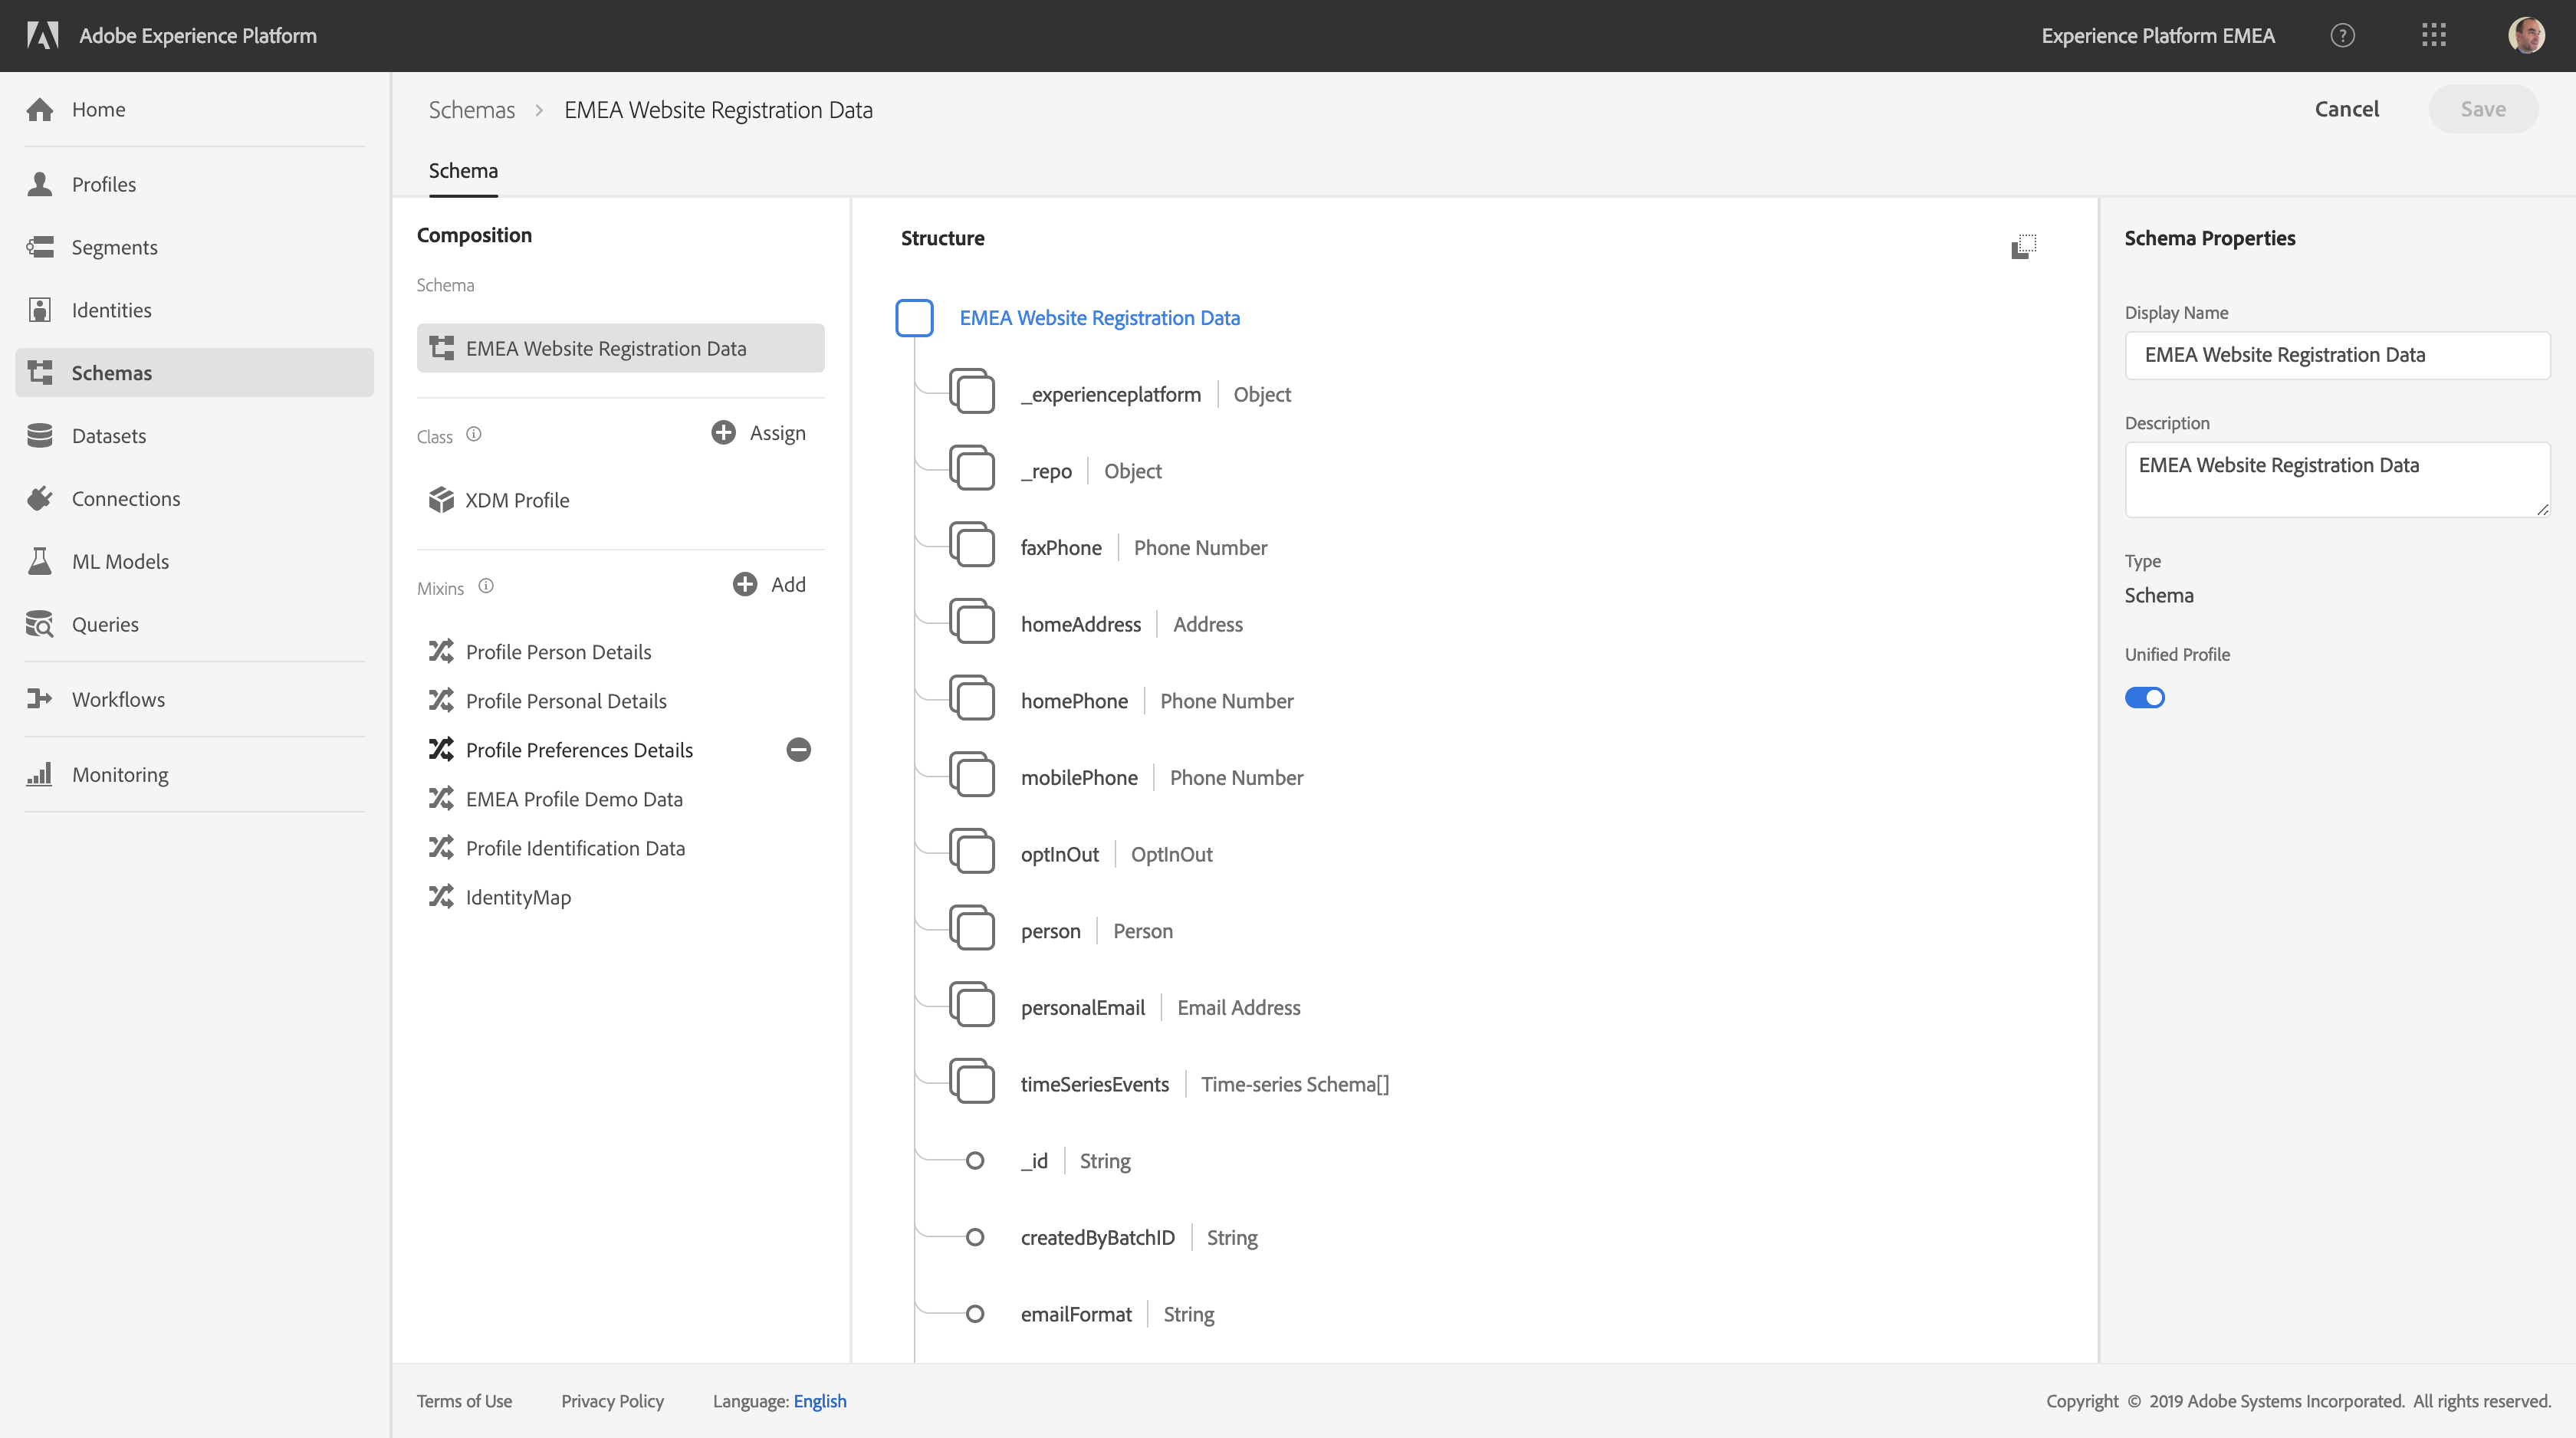 Adobe Experience Platform
Experience Platform EMEA
?
Home
Profiles
Segments
Identities
Schemas
Datasets
Connections
ML Models
Queries
Workflows
Monitoring
Schemas > EMEA Website Registration Data
Cancel
Save
Schema
Composition
Schema
EMEA Website Registration Data
Class
Assign
XDM Profile
Mixins
Add
Profile Person Details
Profile Personal Details
Profile Preferences Details
EMEA Profile Demo Data
Profile Identification Data
IdentityMap
Structure
EMEA Website Registration Data
_experienceplatform | Object
_repo | Object
faxPhone | Phone Number
homeAddress | Address
homePhone | Phone Number
mobilePhone | Phone Number
optInOut | OptInOut
person | Person
personalEmail | Email Address
timeSeriesEvents | Time-series Schema[]
_id | String
createdByBatchID | String
emailFormat | String
Schema Properties
Display Name
EMEA Website Registration Data
Description
EMEA Website Registration Data
Type
Schema
Unified Profile
Terms of Use
Privacy Policy
Language: English
Copyright © 2019 Adobe Systems Incorporated. All rights reserved.